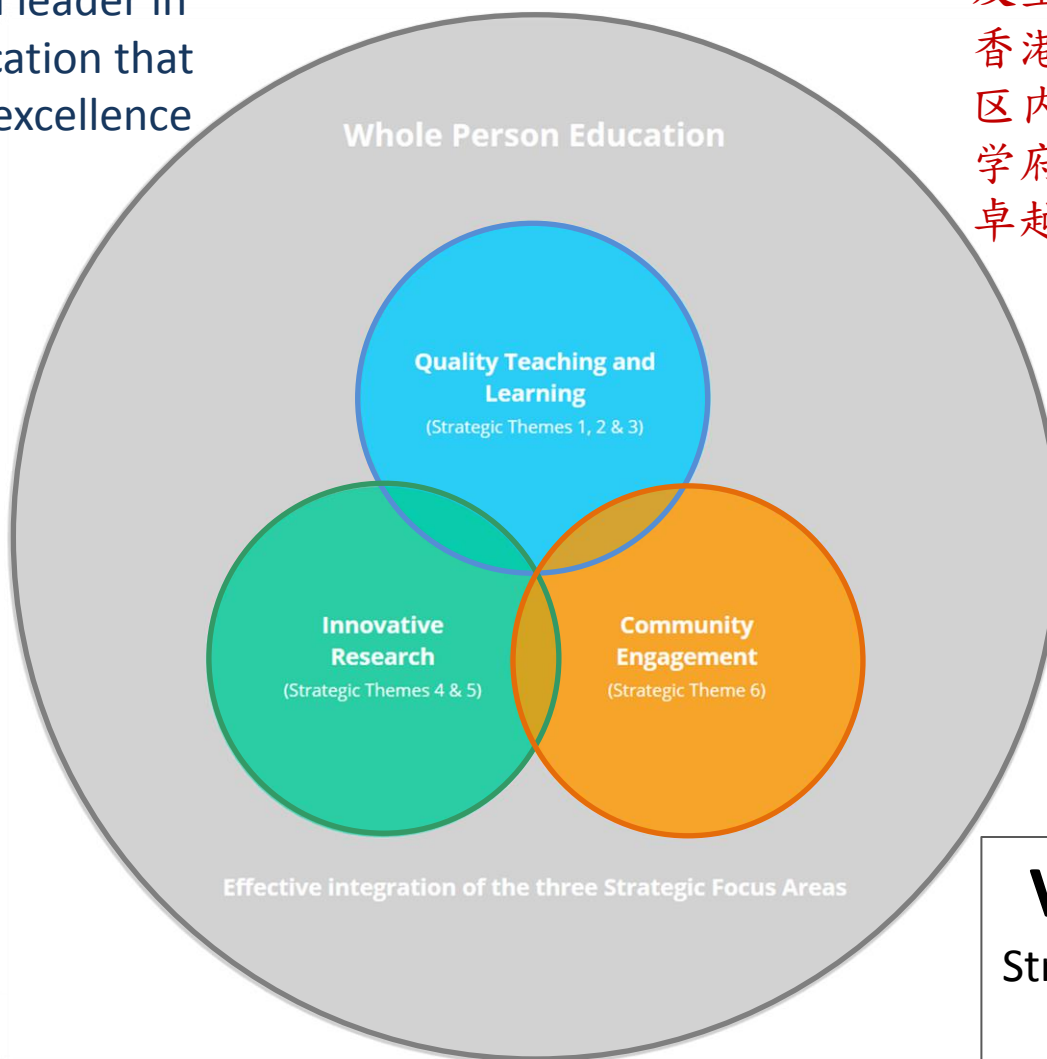 leader in
that
excellence
香港
区内
学府
卓越
Whole Person Education
Quality Teaching and
Learning
(Strategic Themes 1, 2 & 3)
Innovative
Research
(Strategic Themes 4 & 5)
Community
Engagement
(Strategic Theme 6)
Effective integration of the three Strategic Focus Areas